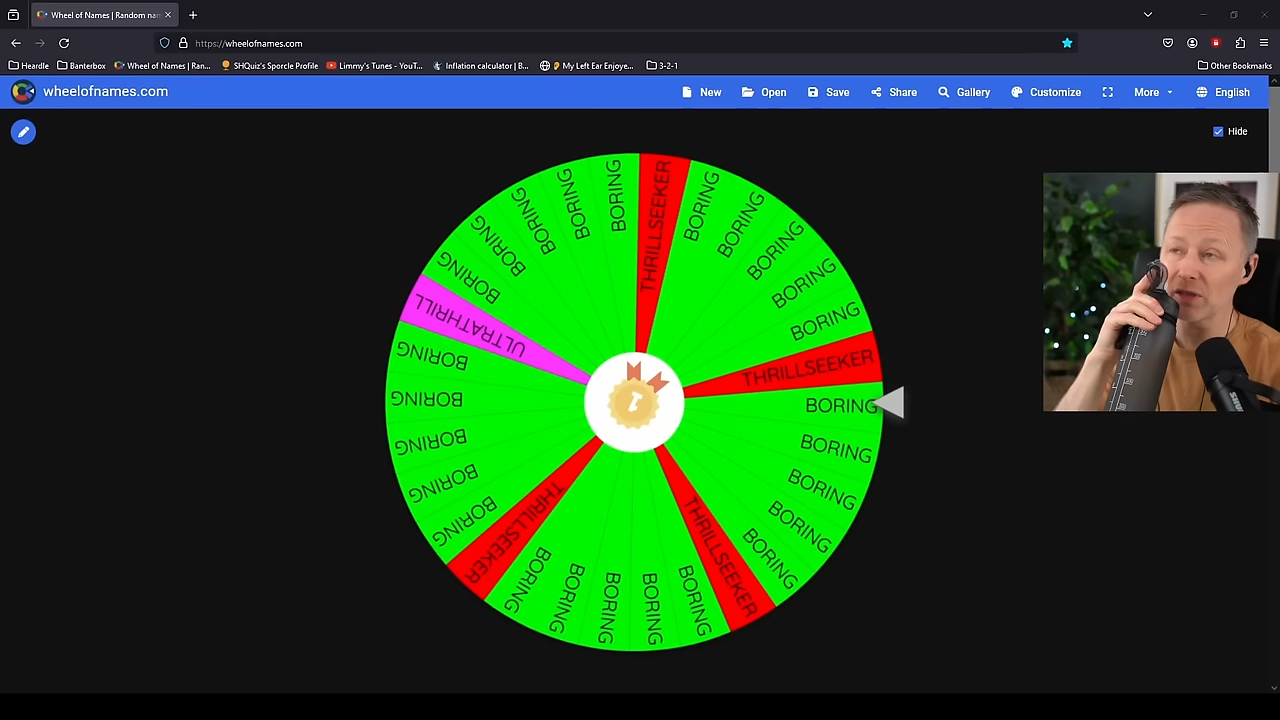 Wheel of Names | Random na
https://wheelofnames.com
Heardle
Banterbox
Wheel of Names | Ran...
SHQuiz's Sporcle Profile
Limmy's Tunes - YouT...
Inflation calculator | B...
My Left Ear Enjoye...
3-2-1
Other Bookmarks
wheelofnames.com
New
Open
Save
Share
Gallery
Customize
More
English
Hide
THRILLSEEKER
BORING
BORING
BORING
BORING
BORING
THRILLSEEKER
BORING
BORING
BORING
BORING
BORING
THRILLSEEKER
BORING
BORING
BORING
BORING
BORING
THRILLSEEKER
BORING
BORING
BORING
BORING
BORING
ULTRATHRILL
BORING
BORING
BORING
BORING
BORING
1